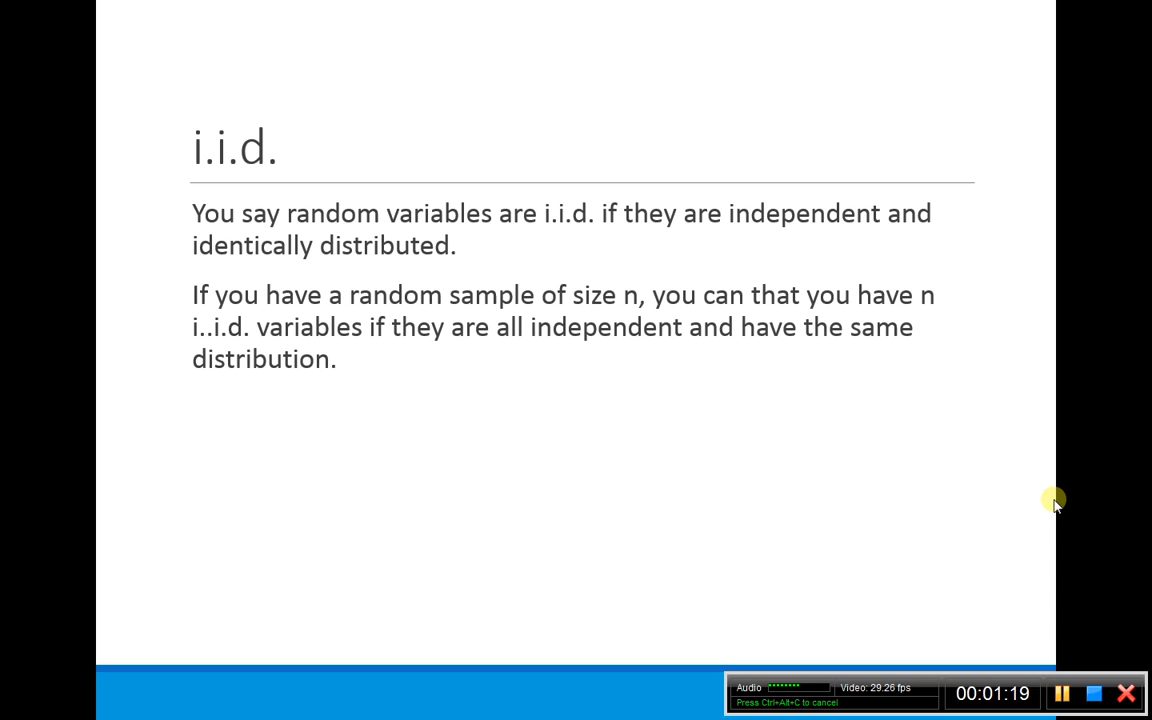 i.i.d.
You say random variables are i.i.d. if they are independent and
identically distributed.
If you have a random sample of size n, you can that you have n
i..i.d. variables if they are all independent and have the same
distribution.
Audio Video: 29.26 fps
Press Ctrl+Alt+C to cancel
00:01:19